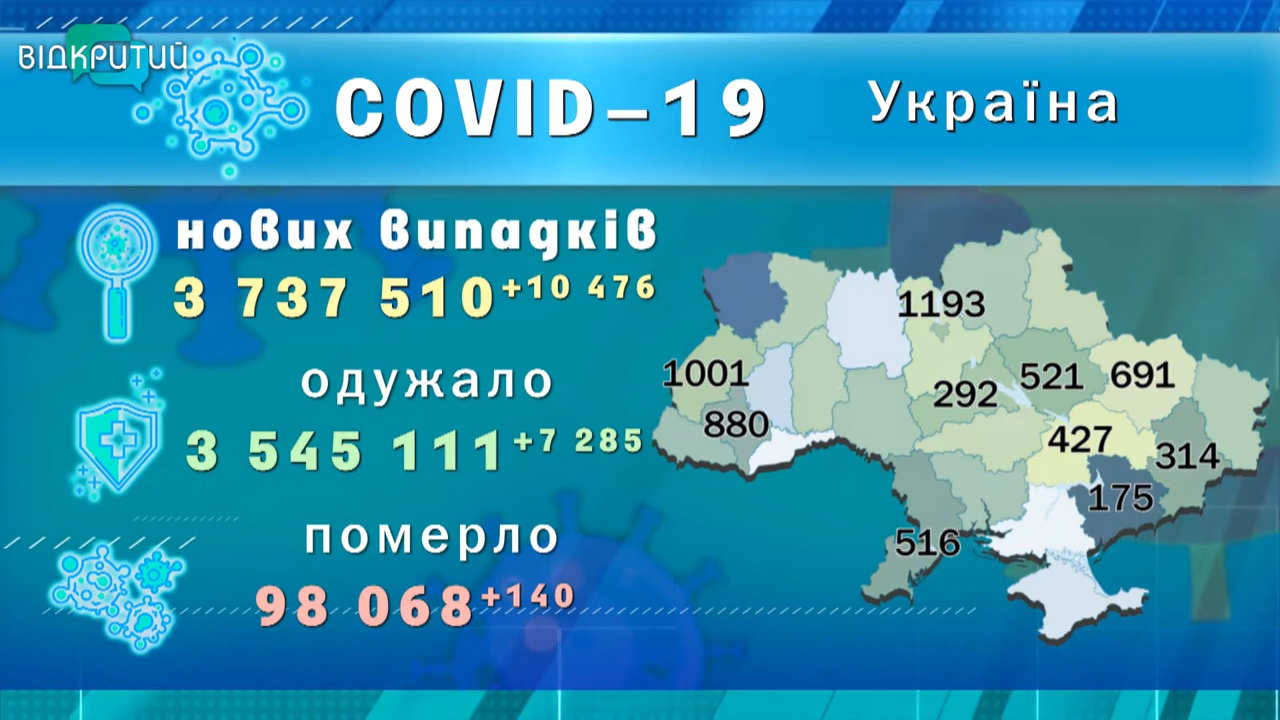 ВІДКРИТИЙ
COVID–19
Україна
нових випадків
3 737 510 +10 476
одужало
3 545 111 +7 285
померло
98 068 +140
1193
1001
521
691
292
880
427
314
175
516